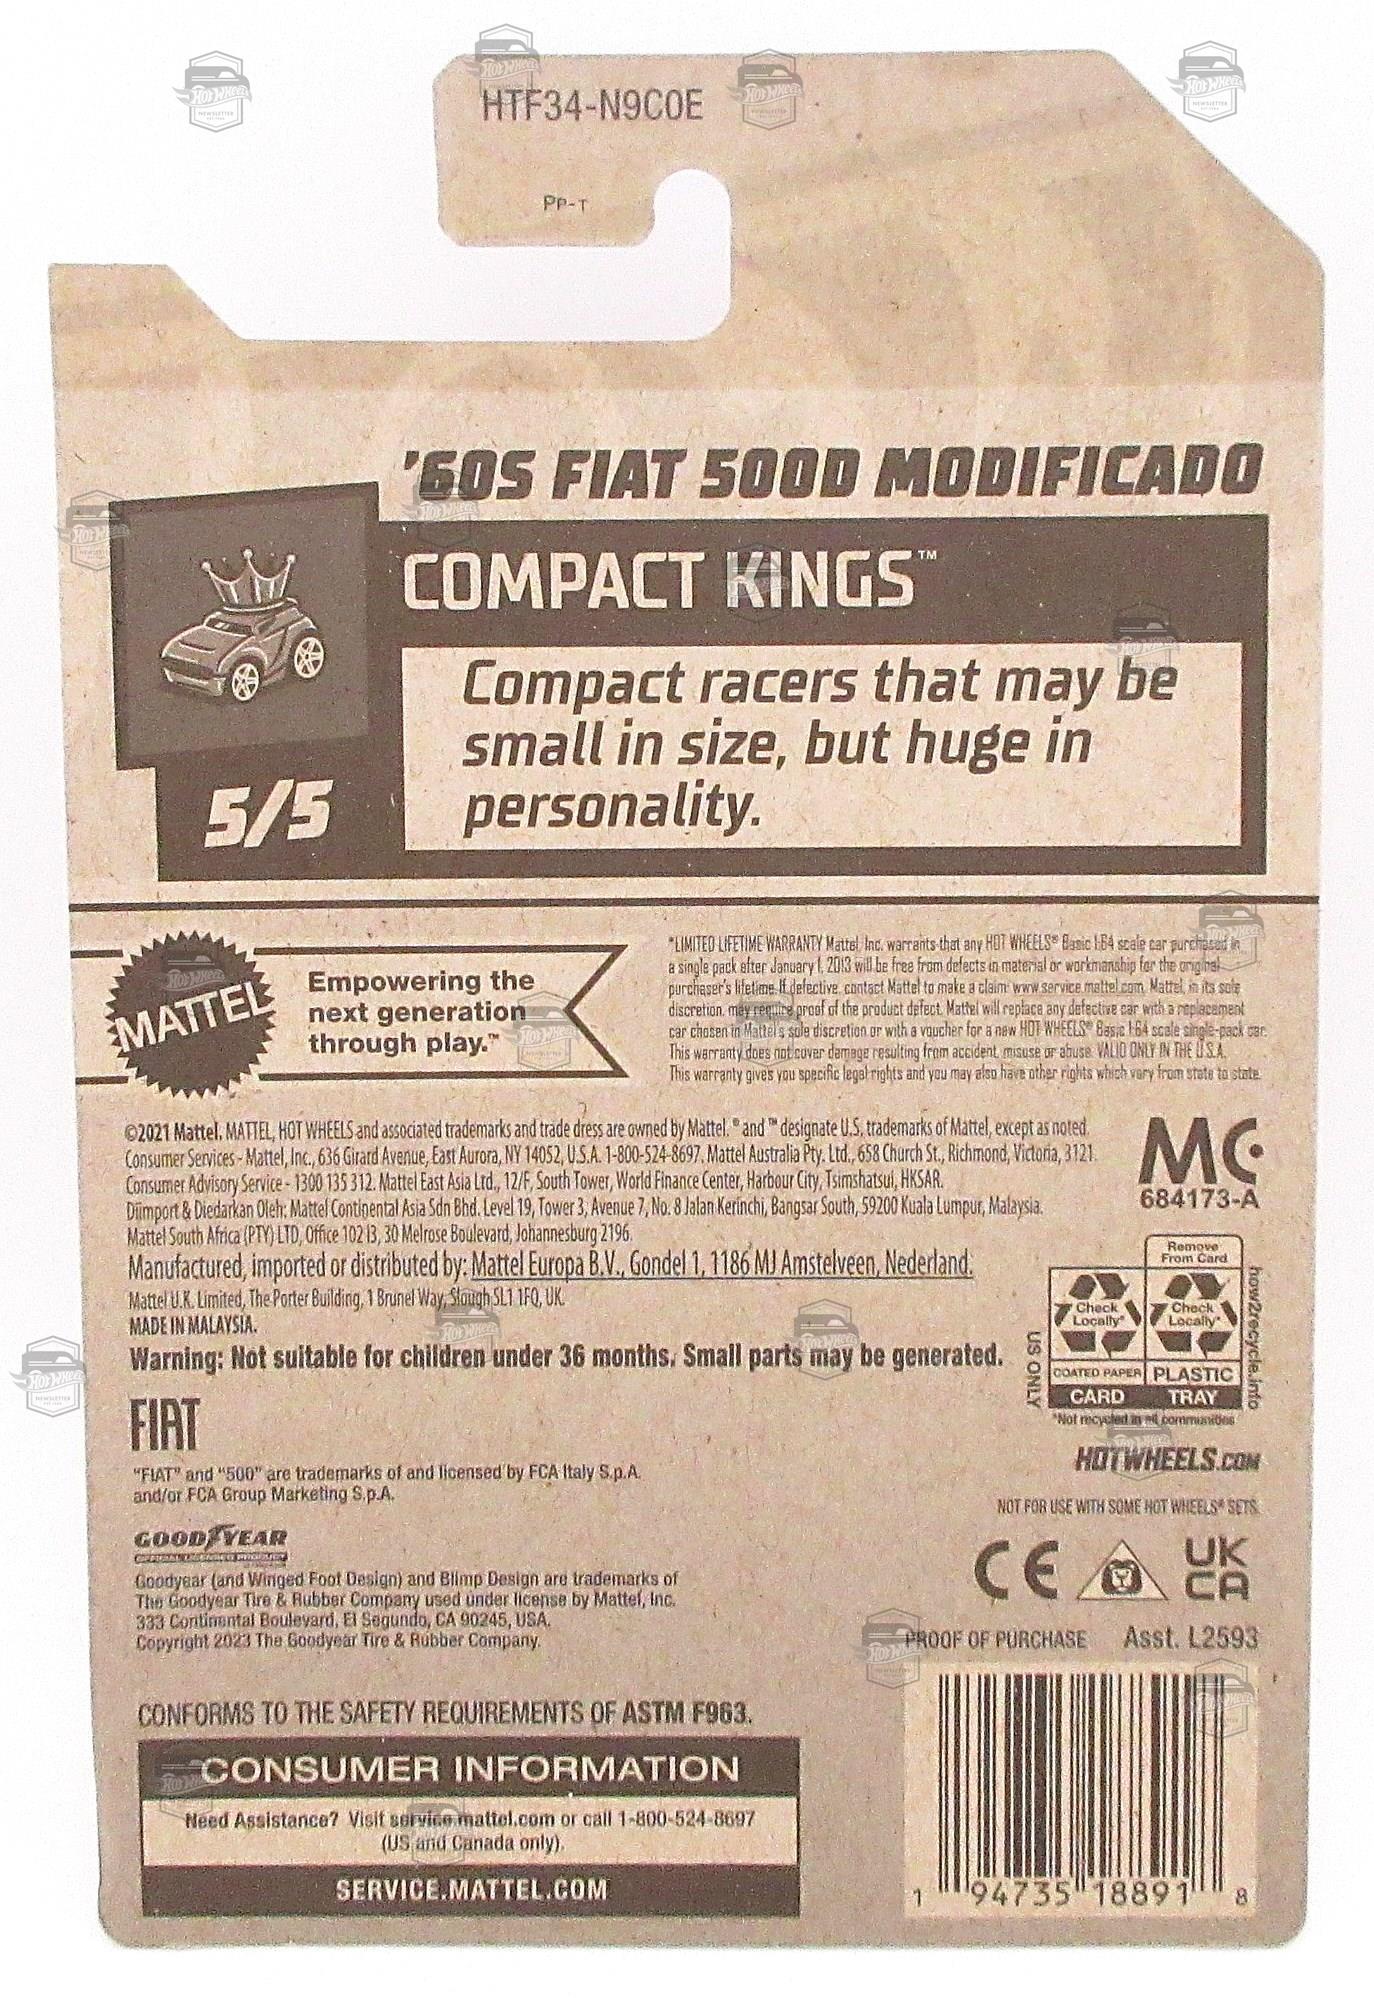 HTF34-N9C0E
PP-T
'60S FIAT 500D MODIFICADO
COMPACT KINGS™
Compact racers that may be
small in size, but huge in
personality.
5/5
MATTEL
Empowering the
next generation
through play.™
*LIMITED LIFETIME WARRANTY Mattel, Inc. warrants that any HOT WHEELS® Basic 1:64 scale car purchased in
a single pack after January 1, 2013 will be free from defects in material or workmanship for the original
purchaser's lifetime. If defective, contact Mattel to make a claim: www.service.mattel.com. Mattel, in its sole
discretion, may require proof of the product defect. Mattel will replace any defective car with a replacement
car chosen in Mattel's sole discretion or with a voucher for a new HOT WHEELS® Basic 1:64 scale single-pack car.
This warranty does not cover damage resulting from accident, misuse or abuse. VALID ONLY IN THE U.S.A.
This warranty gives you specific legal rights and you may also have other rights which vary from state to state.
©2021 Mattel. MATTEL, HOT WHEELS and associated trademarks and trade dress are owned by Mattel. ® and ™ designate U.S. trademarks of Mattel, except as noted.
Consumer Services - Mattel, Inc., 636 Girard Avenue, East Aurora, NY 14052, U.S.A. 1-800-524-8697. Mattel Australia Pty. Ltd., 658 Church St., Richmond, Victoria, 3121.
Consumer Advisory Service - 1300 135 312. Mattel East Asia Ltd., 12/F, South Tower, World Finance Center, Harbour City, Tsimshatsui, HKSAR.
Diimport & Diedarkan Oleh: Mattel Continental Asia Sdn Bhd. Level 19, Tower 3, Avenue 7, No. 8 Jalan Kerinchi, Bangsar South, 59200 Kuala Lumpur, Malaysia.
Mattel South Africa (PTY) LTD, Office 102 I3, 30 Melrose Boulevard, Johannesburg 2196.
Manufactured, imported or distributed by: Mattel Europa B.V., Gondel 1, 1186 MJ Amstelveen, Nederland.
Mattel U.K. Limited, The Porter Building, 1 Brunel Way, Slough SL1 1FQ, UK.
MADE IN MALAYSIA.
Warning: Not suitable for children under 36 months. Small parts may be generated.
MC
684173-A
Remove
From Card
Check
Locally*
Check
Locally*
COATED PAPER
PLASTIC
CARD
TRAY
US ONLY
how2recycle.info
*Not recycled in all communities
FIAT
"FIAT" and "500" are trademarks of and licensed by FCA Italy S.p.A.
and/or FCA Group Marketing S.p.A.
HOTWHEELS.COM
NOT FOR USE WITH SOME HOT WHEELS® SETS.
GOODYEAR
OFFICIAL LICENSED PRODUCT
Goodyear (and Winged Foot Design) and Blimp Design are trademarks of
The Goodyear Tire & Rubber Company used under license by Mattel, Inc.
333 Continental Boulevard, El Segundo, CA 90245, USA.
Copyright 2023 The Goodyear Tire & Rubber Company.
CE
UK
CA
PROOF OF PURCHASE Asst. L2593
CONFORMS TO THE SAFETY REQUIREMENTS OF ASTM F963.
CONSUMER INFORMATION
Need Assistance? Visit service.mattel.com or call 1-800-524-8697
(US and Canada only).
SERVICE.MATTEL.COM
1 94735 18891 8
Hot Wheels
NEWSLETTER